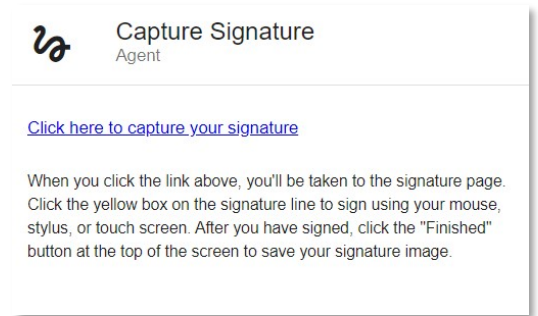 Capture Signature
Agent
Click here to capture your signature
When you click the link above, you'll be taken to the signature page.
Click the yellow box on the signature line to sign using your mouse,
stylus, or touch screen. After you have signed, click the "Finished"
button at the top of the screen to save your signature image.